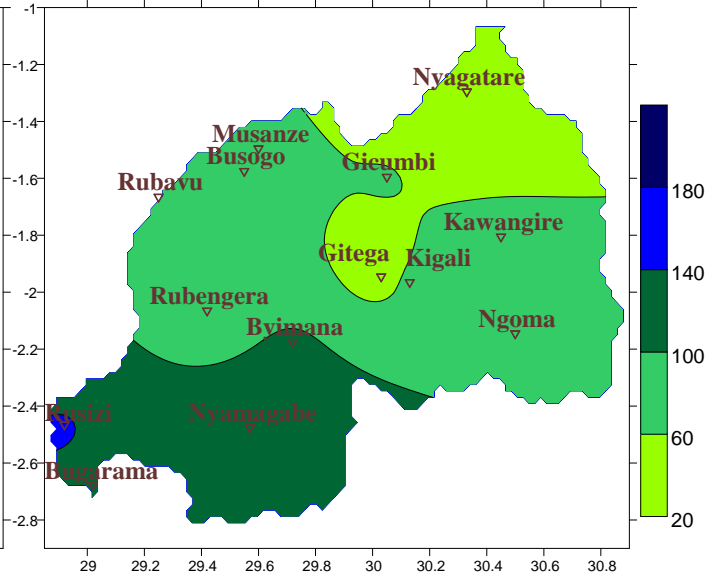 -1
-1.2
Nyagatare
-1.4
Musanze
Busogo
Gicumbi
-1.6
Rubavu
180
Kawangire
-1.8
Gitega
Kigali
140
-2
Rubengera
Ngoma
Byimana
-2.2
100
-2.4
Kusizi
Nyamagabe
60
-2.6
Bugarama
-2.8
20
29
29.2
29.4
29.6
29.8
30
30.2
30.4
30.6
30.8